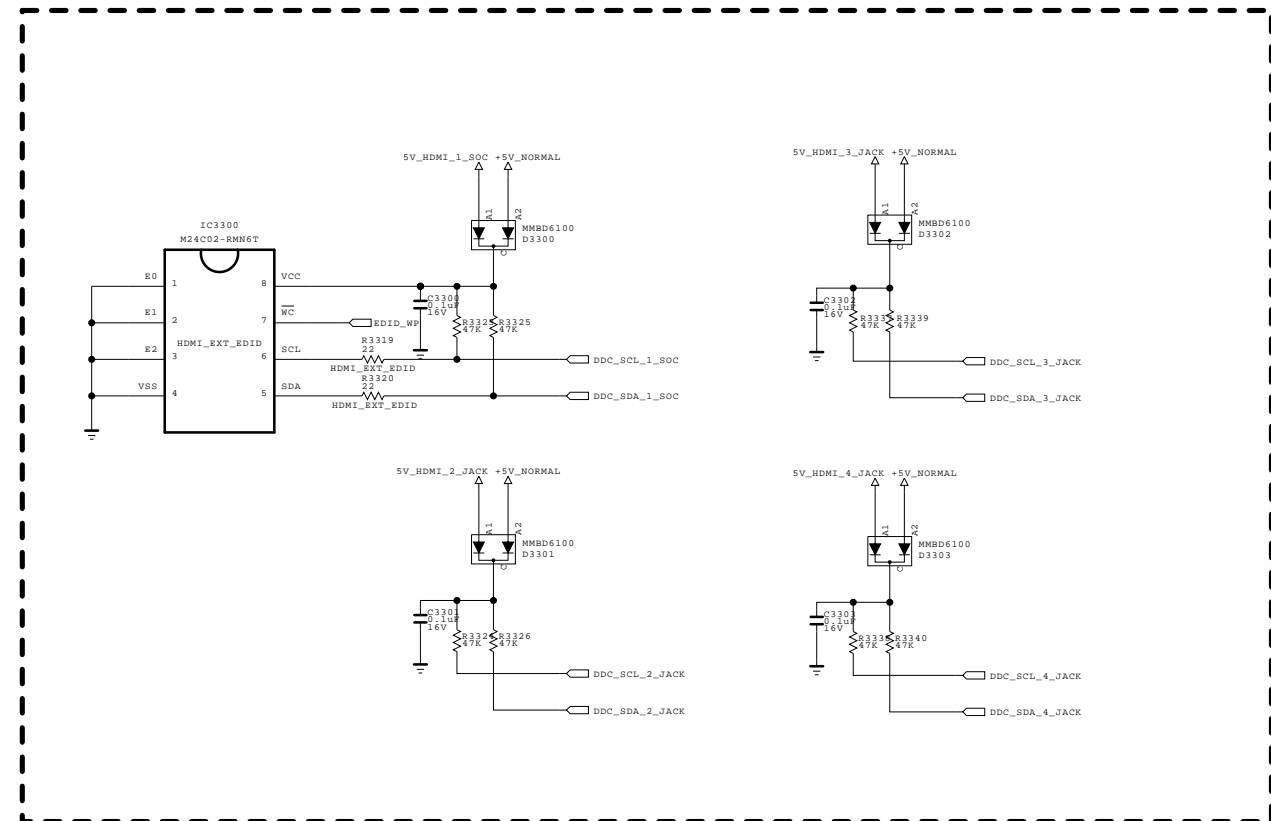 5V_HDMI_1_SOC +5V_NORMAL
A1
A2
MMBD6100
D3300
C
IC3300
M24C02-RMN6T
HDMI_EXT_EDID
E0
1
E1
2
E2
3
VSS
4
8
VCC
7
WC
6
SCL
5
SDA
EDID_WP
C3300
0.1uF
16V
47K
R3325
47K
R3319
22
HDMI_EXT_EDID
R3320
22
HDMI_EXT_EDID
DDC_SCL_1_SOC
DDC_SDA_1_SOC
5V_HDMI_3_JACK +5V_NORMAL
A1
A2
MMBD6100
D3302
C
C3302
0.1uF
16V
47K
R3339
47K
DDC_SCL_3_JACK
DDC_SDA_3_JACK
5V_HDMI_2_JACK +5V_NORMAL
A1
A2
MMBD6100
D3301
C
C3301
0.1uF
16V
47K
R3326
47K
DDC_SCL_2_JACK
DDC_SDA_2_JACK
5V_HDMI_4_JACK +5V_NORMAL
A1
A2
MMBD6100
D3303
C
C3303
0.1uF
16V
47K
R3340
47K
DDC_SCL_4_JACK
DDC_SDA_4_JACK